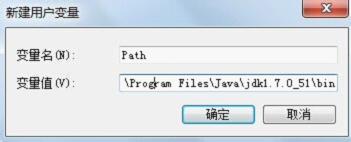 新建用户变量
变量名(N): Path
变量值(V): \Program Files\Java\jdk1.7.0_51\bin
确定 取消